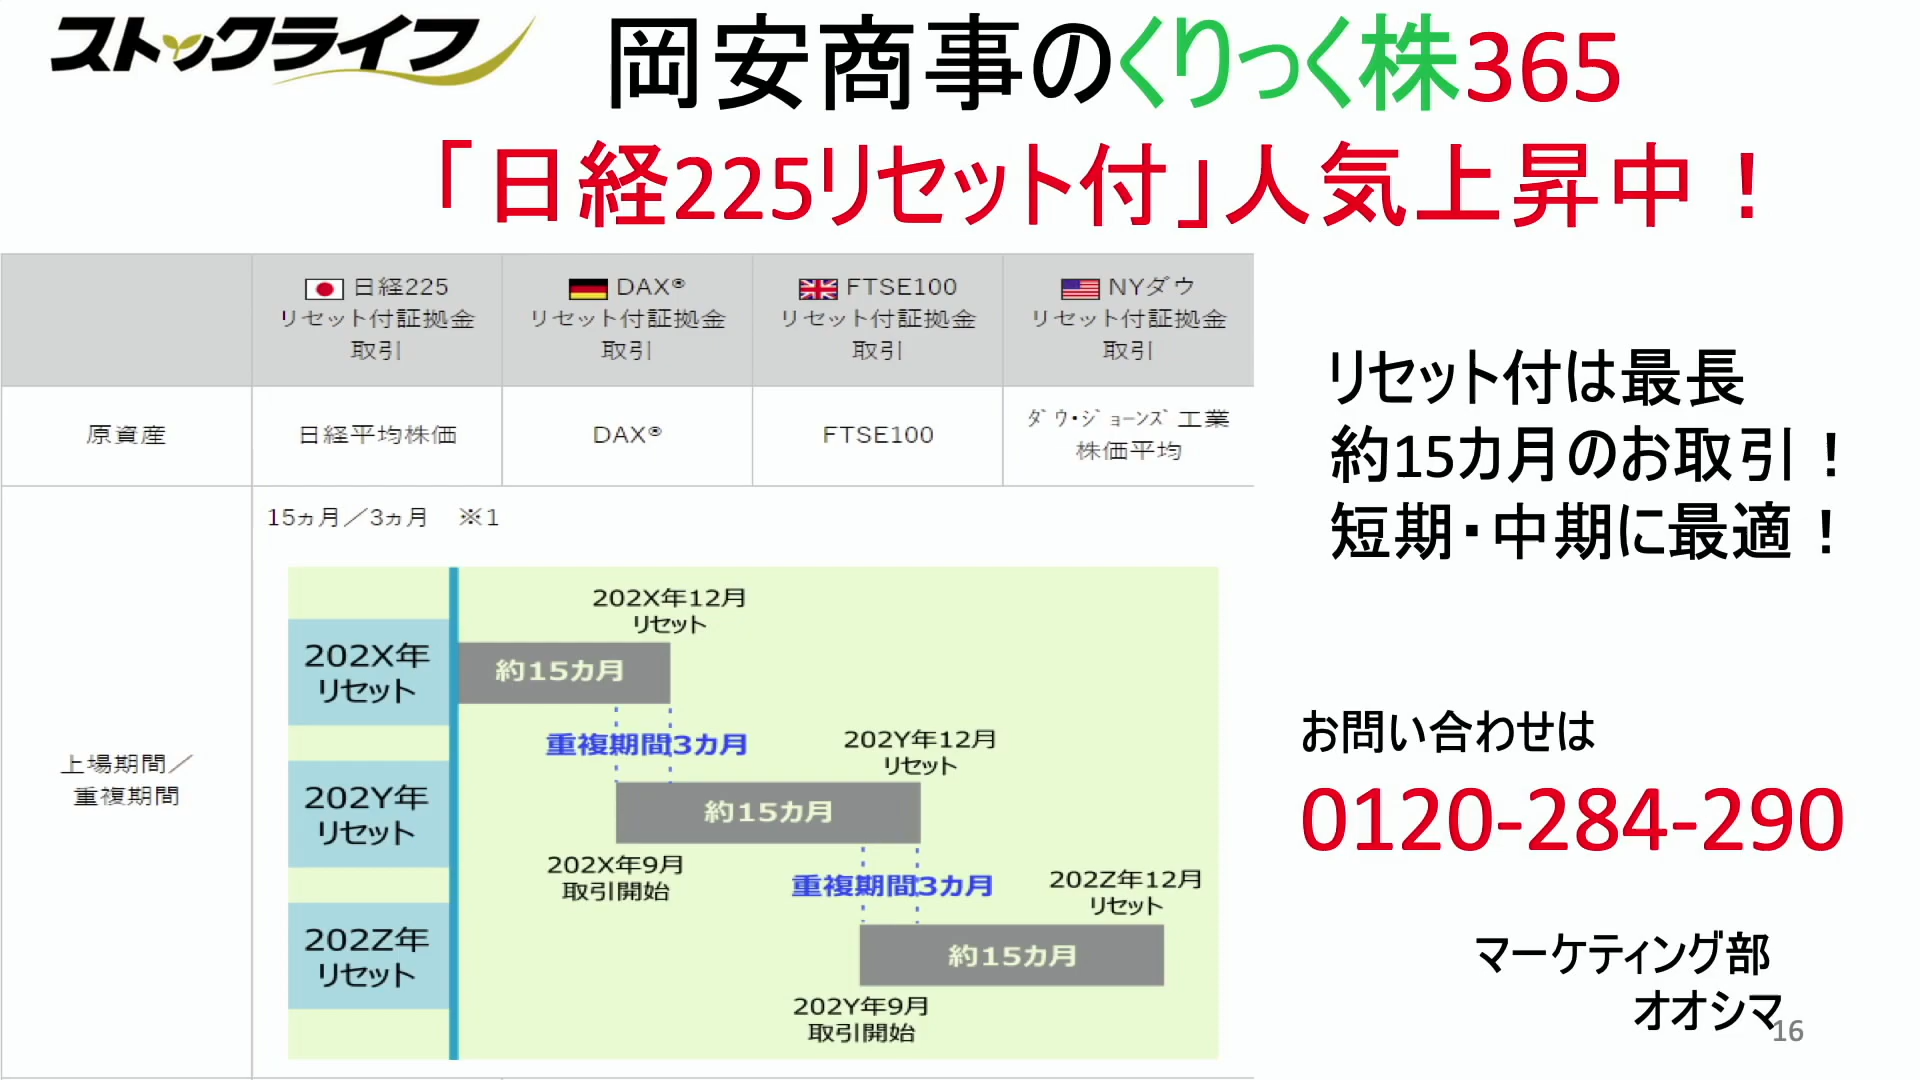 ストックライフ
岡安商事のくりっく株365
「日経225リセット付」人気上昇中！
日経225
リセット付証拠金
取引
DAX®
リセット付証拠金
取引
FTSE100
リセット付証拠金
取引
NYダウ
リセット付証拠金
取引
原資産
日経平均株価
DAX®
FTSE100
ﾀﾞｳ・ｼﾞｮｰﾝｽﾞ工業
株価平均
上場期間／
重複期間
15ヵ月／3ヵ月　※1
202X年12月
リセット
202X年
リセット
約15カ月
重複期間3カ月
202Y年12月
リセット
202Y年
リセット
約15カ月
202X年9月
取引開始
重複期間3カ月
202Z年12月
リセット
202Z年
リセット
約15カ月
202Y年9月
取引開始
リセット付は最長
約15カ月のお取引！
短期・中期に最適！
お問い合わせは
0120-284-290
マーケティング部
オオシマ
16